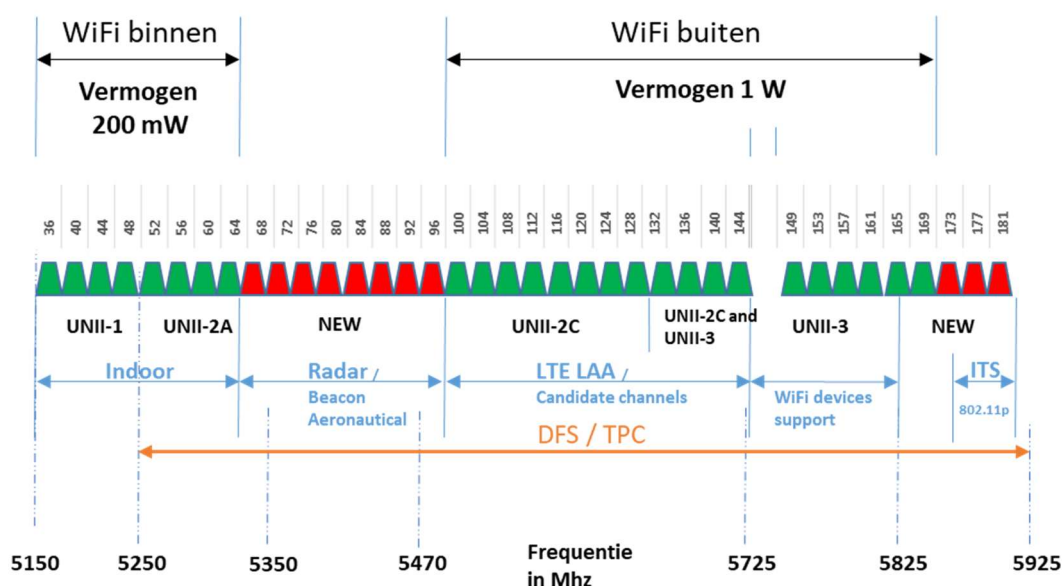 WiFi binnen
WiFi buiten
Vermogen
200 mW
Vermogen 1 W
36 40 44 48 52 56 60 64 68 72 76 80 84 88 92 96 100 104 108 112 116 120 124 128 132 136 140 144 149 153 157 161 165 169 173 177 181
UNII-1
UNII-2A
NEW
UNII-2C
UNII-2C and
UNII-3
UNII-3
NEW
Indoor
Radar /
Beacon
Aeronautical
LTE LAA /
Candidate channels
WiFi devices
support
ITS
802.11p
DFS / TPC
5150 5250 5350 5470
Frequentie
in Mhz
5725 5825 5925